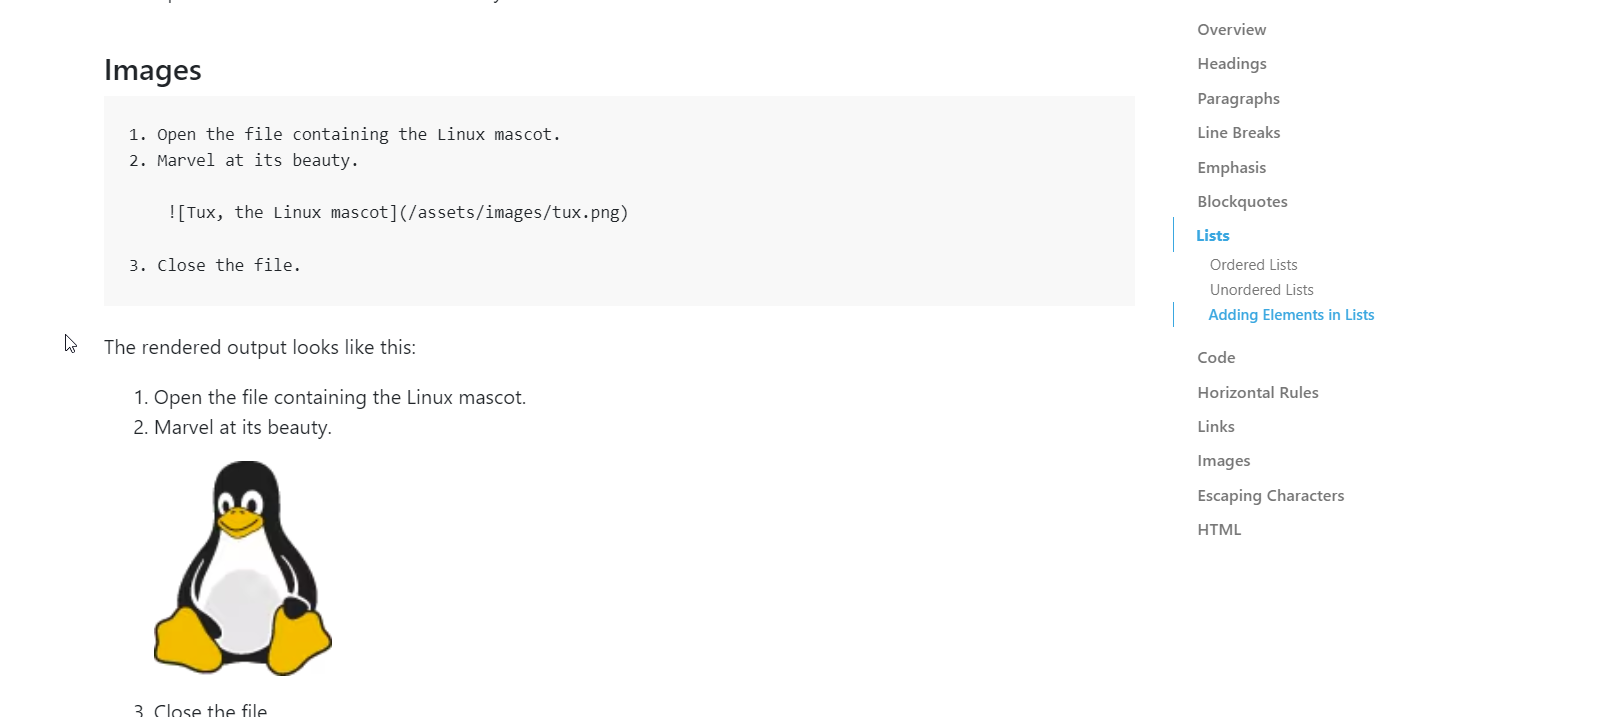 Images
1. Open the file containing the Linux mascot.
2. Marvel at its beauty.
![Tux, the Linux mascot](/assets/images/tux.png)
3. Close the file.
The rendered output looks like this:
1. Open the file containing the Linux mascot.
2. Marvel at its beauty.
3. Close the file
Overview
Headings
Paragraphs
Line Breaks
Emphasis
Blockquotes
Lists
Ordered Lists
Unordered Lists
Adding Elements in Lists
Code
Horizontal Rules
Links
Images
Escaping Characters
HTML